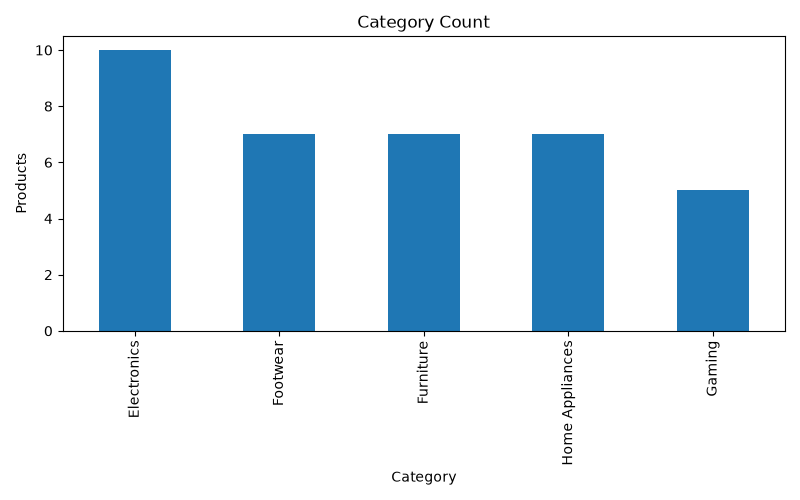 Category Count
Products
10
8
6
4
2
0
Electronics
Footwear
Furniture
Home Appliances
Gaming
Category